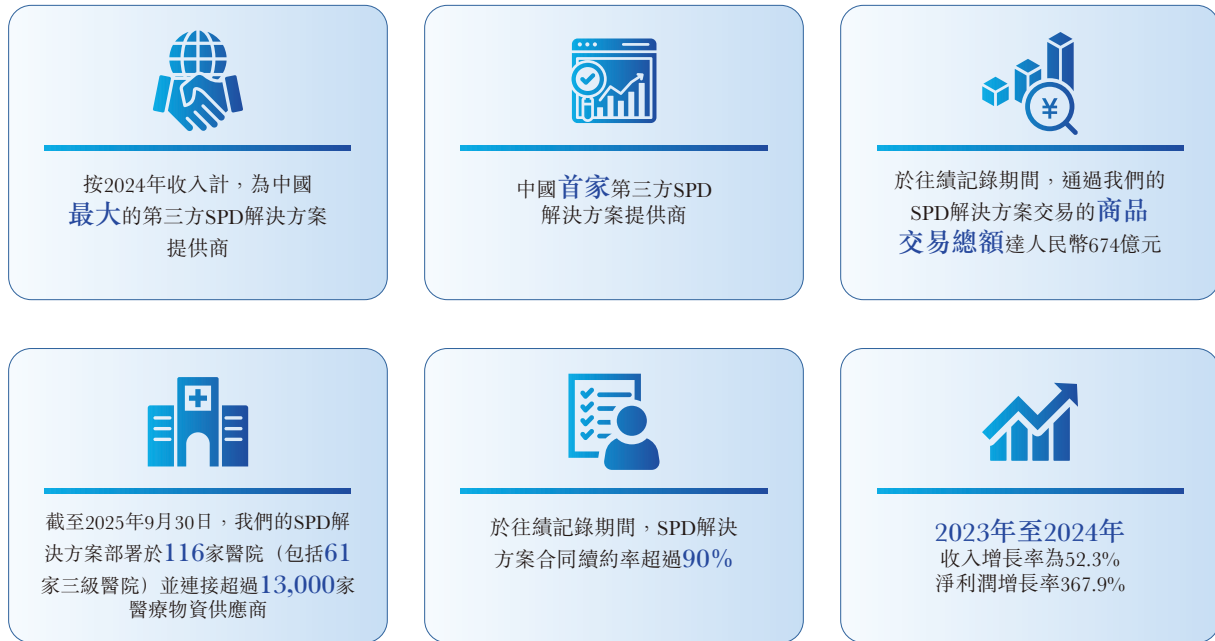 按2024年收入計，為中國
最大的第三方SPD解決方案
提供商
中國首家第三方SPD
解決方案提供商
於往績記錄期間，通過我們的
SPD解決方案交易的商品
交易總額達人民幣674億元
截至2025年9月30日，我們的SPD解
決方案部署於116家醫院（包括61
家三級醫院）並連接超過13,000家
醫療物資供應商
於往績記錄期間，SPD解決
方案合同續約率超過90%
2023年至2024年
收入增長率為52.3%
淨利潤增長率367.9%